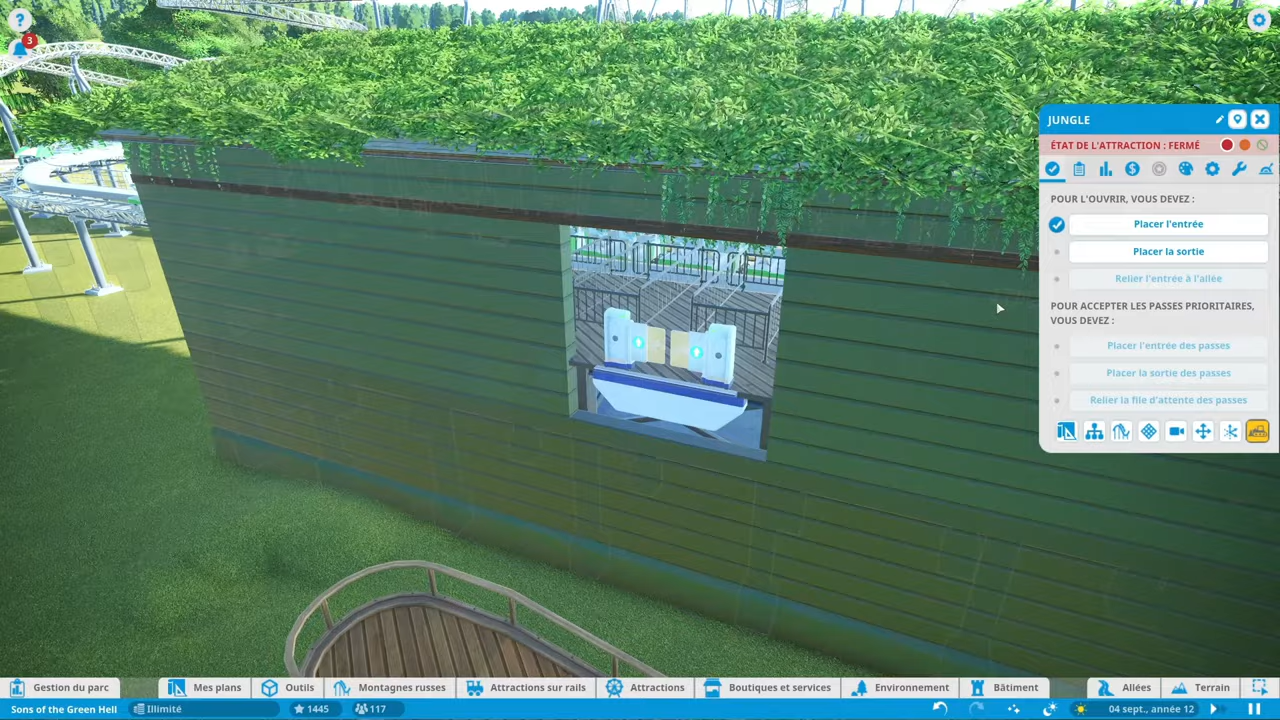 ?
3
JUNGLE
ÉTAT DE L'ATTRACTION : FERMÉ
$
POUR L'OUVRIR, VOUS DEVEZ :
Placer l'entrée
Placer la sortie
Relier l'entrée à l'allée
POUR ACCEPTER LES PASSES PRIORITAIRES,
VOUS DEVEZ :
Placer l'entrée des passes
Placer la sortie des passes
Relier la file d'attente des passes
Gestion du parc
Mes plans
Outils
Montagnes russes
Attractions sur rails
Attractions
Boutiques et services
Environnement
Bâtiment
Allées
Terrain
Sons of the Green Hell
Illimité
1445
117
04 sept., année 12